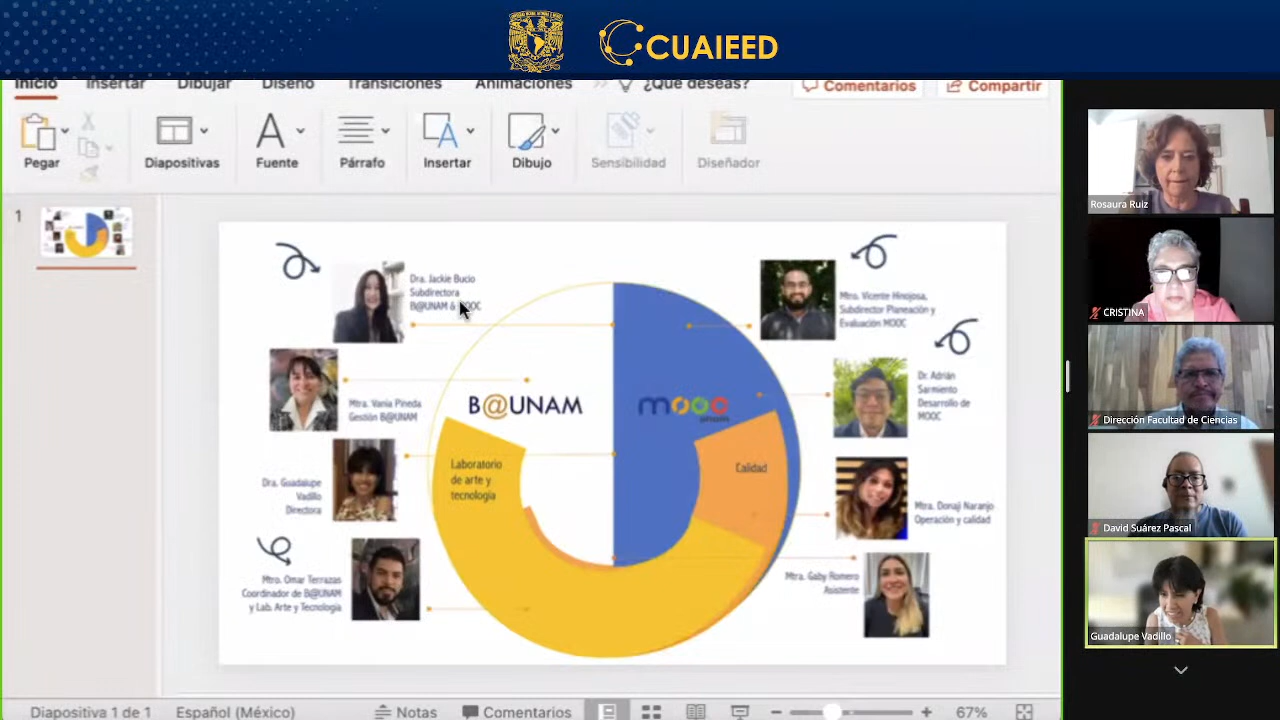 CUAIEED
Inicio Insertar Dibujar Diseño Transiciones Animaciones >> ¿Qué deseas? Comentarios Compartir
Pegar Diapositivas Fuente Párrafo Insertar Dibujo Sensibilidad Diseñador
1
Dra. Jackie Bucio
Subdirectora
B@UNAM & MOOC
Mtro. Vicente Hinojosa,
Subdirector Planeación y
Evaluación MOOC
Mtra. Vania Pineda
Gestión B@UNAM
Dr. Adrián
Sarmiento
Desarrollo de
MOOC
B@UNAM
mooc
unam
Laboratorio
de arte y
tecnología
Calidad
Dra. Guadalupe
Vadillo
Directora
Mtra. Donaji Naranjo
Operación y calidad
Mtro. Omar Terrazas
Coordinador de B@UNAM
y Lab. Arte y Tecnología
Mtra. Gaby Romero
Asistente
Diapositiva 1 de 1 Español (México) Notas Comentarios 67%
Rosaura Ruiz
CRISTINA
Dirección Facultad de Ciencias
David Suárez Pascal
Guadalupe Vadillo